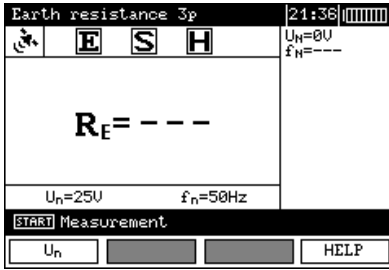 Earth resistance 3p 21:36
E S H
UN=0V
fN=---
RE= - - -
Un=25V fn=50Hz
START Measurement
Un HELP